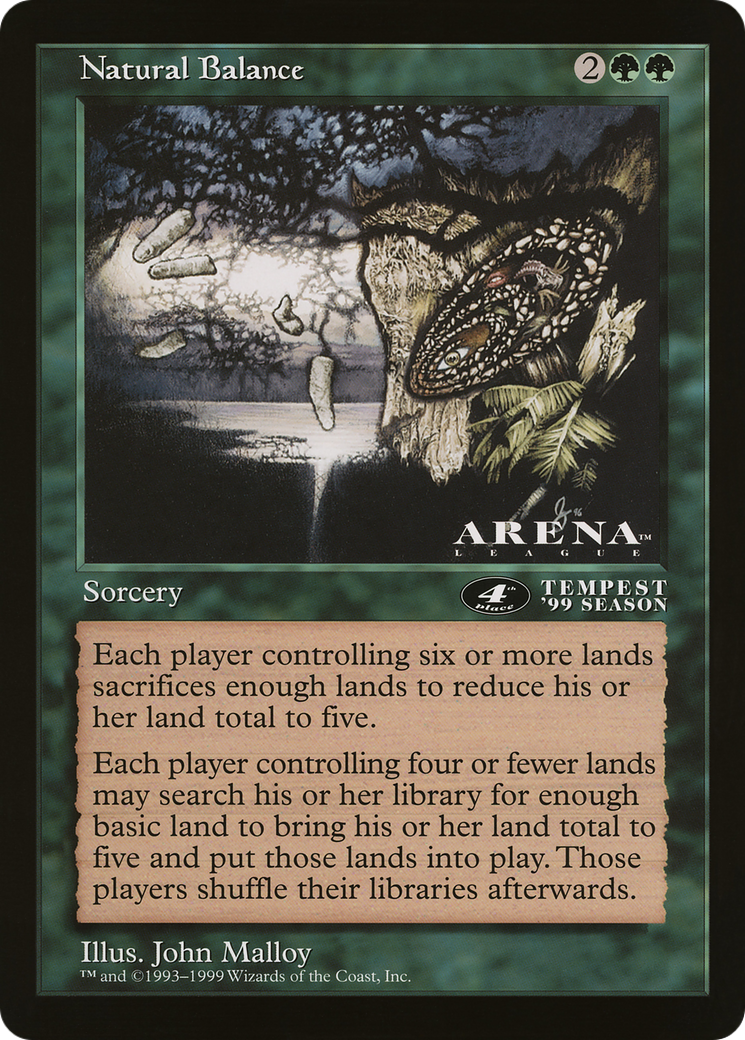 Natural Balance 2
ARENA™
LEAGUE
Sorcery
4th place
TEMPEST
'99 SEASON
Each player controlling six or more lands
sacrifices enough lands to reduce his or
her land total to five.
Each player controlling four or fewer lands
may search his or her library for enough
basic land to bring his or her land total to
five and put those lands into play. Those
players shuffle their libraries afterwards.
Illus. John Malloy
™ and ©1993–1999 Wizards of the Coast, Inc.